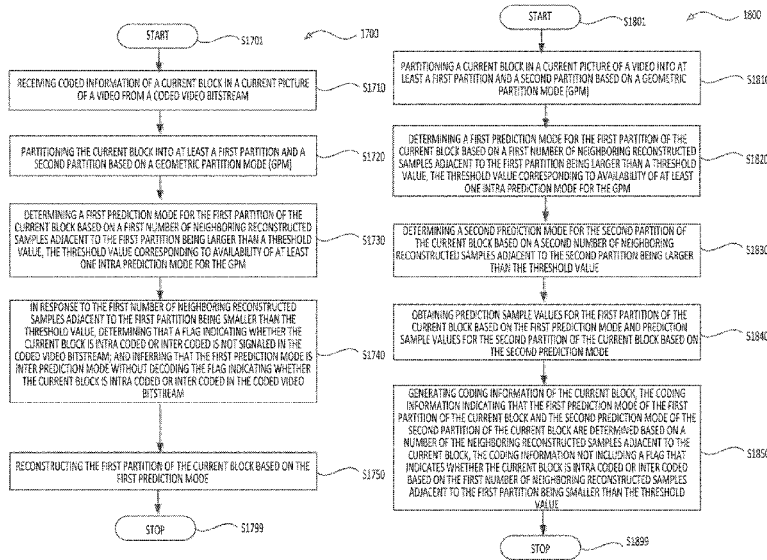 START
S1701
1700
RECEIVING CODED INFORMATION OF A CURRENT BLOCK IN A CURRENT PICTURE
OF A VIDEO FROM A CODED VIDEO BITSTREAM
S1710
PARTITIONING THE CURRENT BLOCK INTO AT LEAST A FIRST PARTITION AND A
SECOND PARTITION BASED ON A GEOMETRIC PARTITION MODE (GPM)
S1720
DETERMINING A FIRST PREDICTION MODE FOR THE FIRST PARTITION OF THE
CURRENT BLOCK BASED ON A FIRST NUMBER OF NEIGHBORING RECONSTRUCTED
SAMPLES ADJACENT TO THE FIRST PARTITION BEING LARGER THAN A THRESHOLD
VALUE, THE THRESHOLD VALUE CORRESPONDING TO AVAILABILITY OF AT LEAST
ONE INTRA PREDICTION MODE FOR THE GPM
S1730
IN RESPONSE TO THE FIRST NUMBER OF NEIGHBORING RECONSTRUCTED
SAMPLES ADJACENT TO THE FIRST PARTITION BEING SMALLER THAN THE
THRESHOLD VALUE, DETERMINING THAT A FLAG INDICATING WHETHER THE
CURRENT BLOCK IS INTRA CODED OR INTER CODED IS NOT SIGNALED IN THE
CODED VIDEO BITSTREAM; AND INFERRING THAT THE FIRST PREDICTION MODE IS
INTER PREDICTION MODE WITHOUT DECODING THE FLAG INDICATING WHETHER
THE CURRENT BLOCK IS INTRA CODED OR INTER CODED IN THE CODED VIDEO
BITSTREAM
S1740
RECONSTRUCTING THE FIRST PARTITION OF THE CURRENT BLOCK BASED ON THE
FIRST PREDICTION MODE
S1750
STOP
S1799
START
S1801
1800
PARTITIONING A CURRENT BLOCK IN A CURRENT PICTURE OF A VIDEO INTO AT
LEAST A FIRST PARTITION AND A SECOND PARTITION BASED ON A GEOMETRIC
PARTITION MODE (GPM)
S1810
DETERMINING A FIRST PREDICTION MODE FOR THE FIRST PARTITION OF THE
CURRENT BLOCK BASED ON A FIRST NUMBER OF NEIGHBORING RECONSTRUCTED
SAMPLES ADJACENT TO THE FIRST PARTITION BEING LARGER THAN A THRESHOLD
VALUE, THE THRESHOLD VALUE CORRESPONDING TO AVAILABILITY OF AT LEAST
ONE INTRA PREDICTION MODE FOR THE GPM
S1820
DETERMINING A SECOND PREDICTION MODE FOR THE SECOND PARTITION OF
THE CURRENT BLOCK BASED ON A SECOND NUMBER OF NEIGHBORING
RECONSTRUCTED SAMPLES ADJACENT TO THE SECOND PARTITION BEING LARGER
THAN THE THRESHOLD VALUE
S1830
OBTAINING PREDICTION SAMPLE VALUES FOR THE FIRST PARTITION OF THE
CURRENT BLOCK BASED ON THE FIRST PREDICTION MODE AND PREDICTION
SAMPLE VALUES FOR THE SECOND PARTITION OF THE CURRENT BLOCK BASED ON
THE SECOND PREDICTION MODE
S1840
GENERATING CODING INFORMATION OF THE CURRENT BLOCK, THE CODING
INFORMATION INDICATING THAT THE FIRST PREDICTION MODE OF THE FIRST
PARTITION OF THE CURRENT BLOCK AND THE SECOND PREDICTION MODE OF THE
SECOND PARTITION OF THE CURRENT BLOCK ARE DETERMINED BASED ON A
NUMBER OF THE NEIGHBORING RECONSTRUCTED SAMPLES ADJACENT TO THE
CURRENT BLOCK, THE CODING INFORMATION NOT INCLUDING A FLAG THAT
INDICATES WHETHER THE CURRENT BLOCK IS INTRA CODED OR INTER CODED
BASED ON THE FIRST NUMBER OF NEIGHBORING RECONSTRUCTED SAMPLES
ADJACENT TO THE FIRST PARTITION BEING SMALLER THAN THE THRESHOLD
VALUE
S1850
STOP
S1899